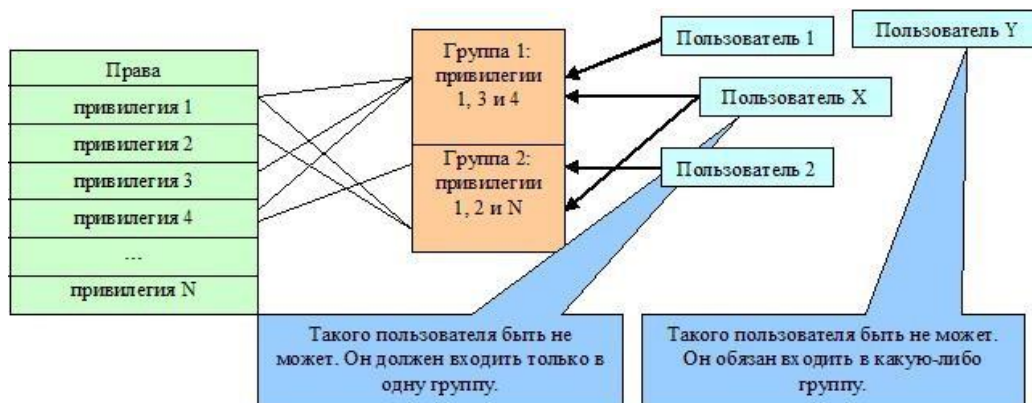 Права
привилегия 1
привилегия 2
привилегия 3
привилегия 4
...
привилегия N
Группа 1:
привилегии
1, 3 и 4
Группа 2:
привилегии
1, 2 и N
Пользователь 1
Пользователь X
Пользователь 2
Пользователь Y
Такого пользователя быть не
может. Он должен входить только в
одну группу.
Такого пользователя быть не может.
Он обязан входить в какую-либо
группу.